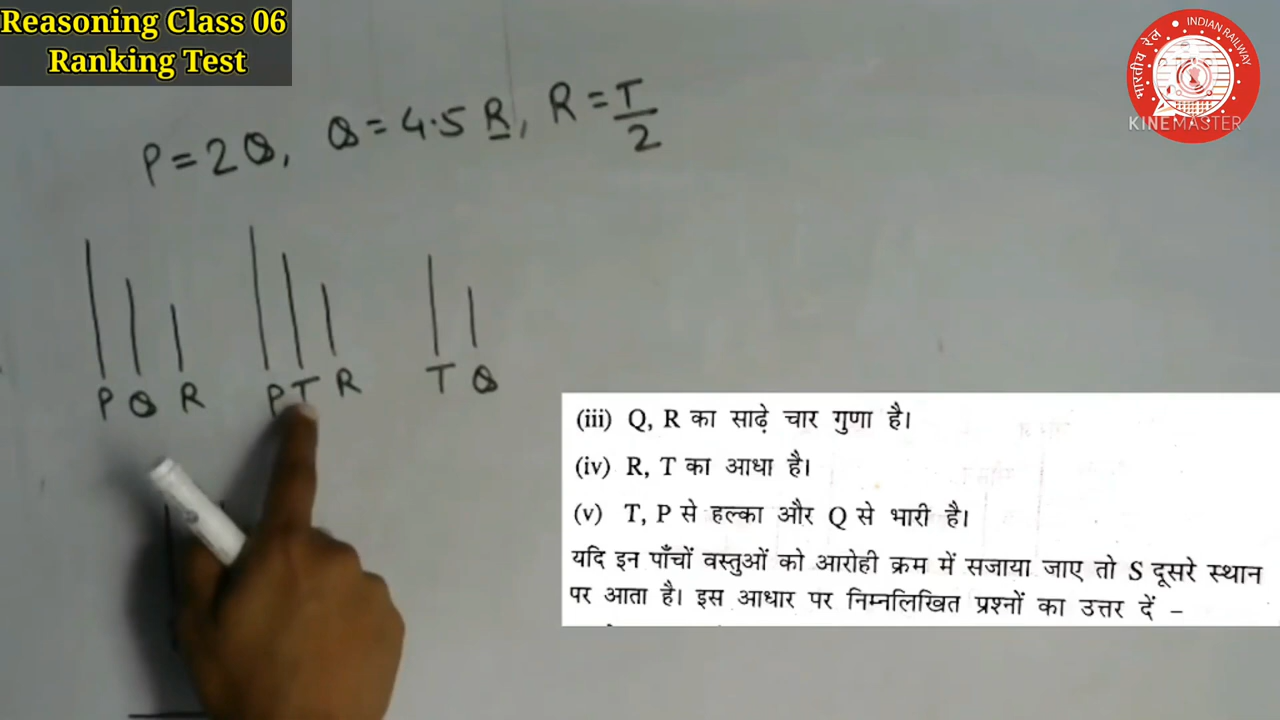 Reasoning Class 06
Ranking Test
भारतीय रेल INDIAN RAILWAY
KINEMASTER
P = 2Q, Q = 4.5 R, R = T/2
P Q R P T R T Q
(iii) Q, R का साढ़े चार गुणा है।
(iv) R, T का आधा है।
(v) T, P से हल्का और Q से भारी है।
यदि इन पाँचों वस्तुओं को आरोही क्रम में सजाया जाए तो S दूसरे स्थान
पर आता है। इस आधार पर निम्नलिखित प्रश्नों का उत्तर दें –